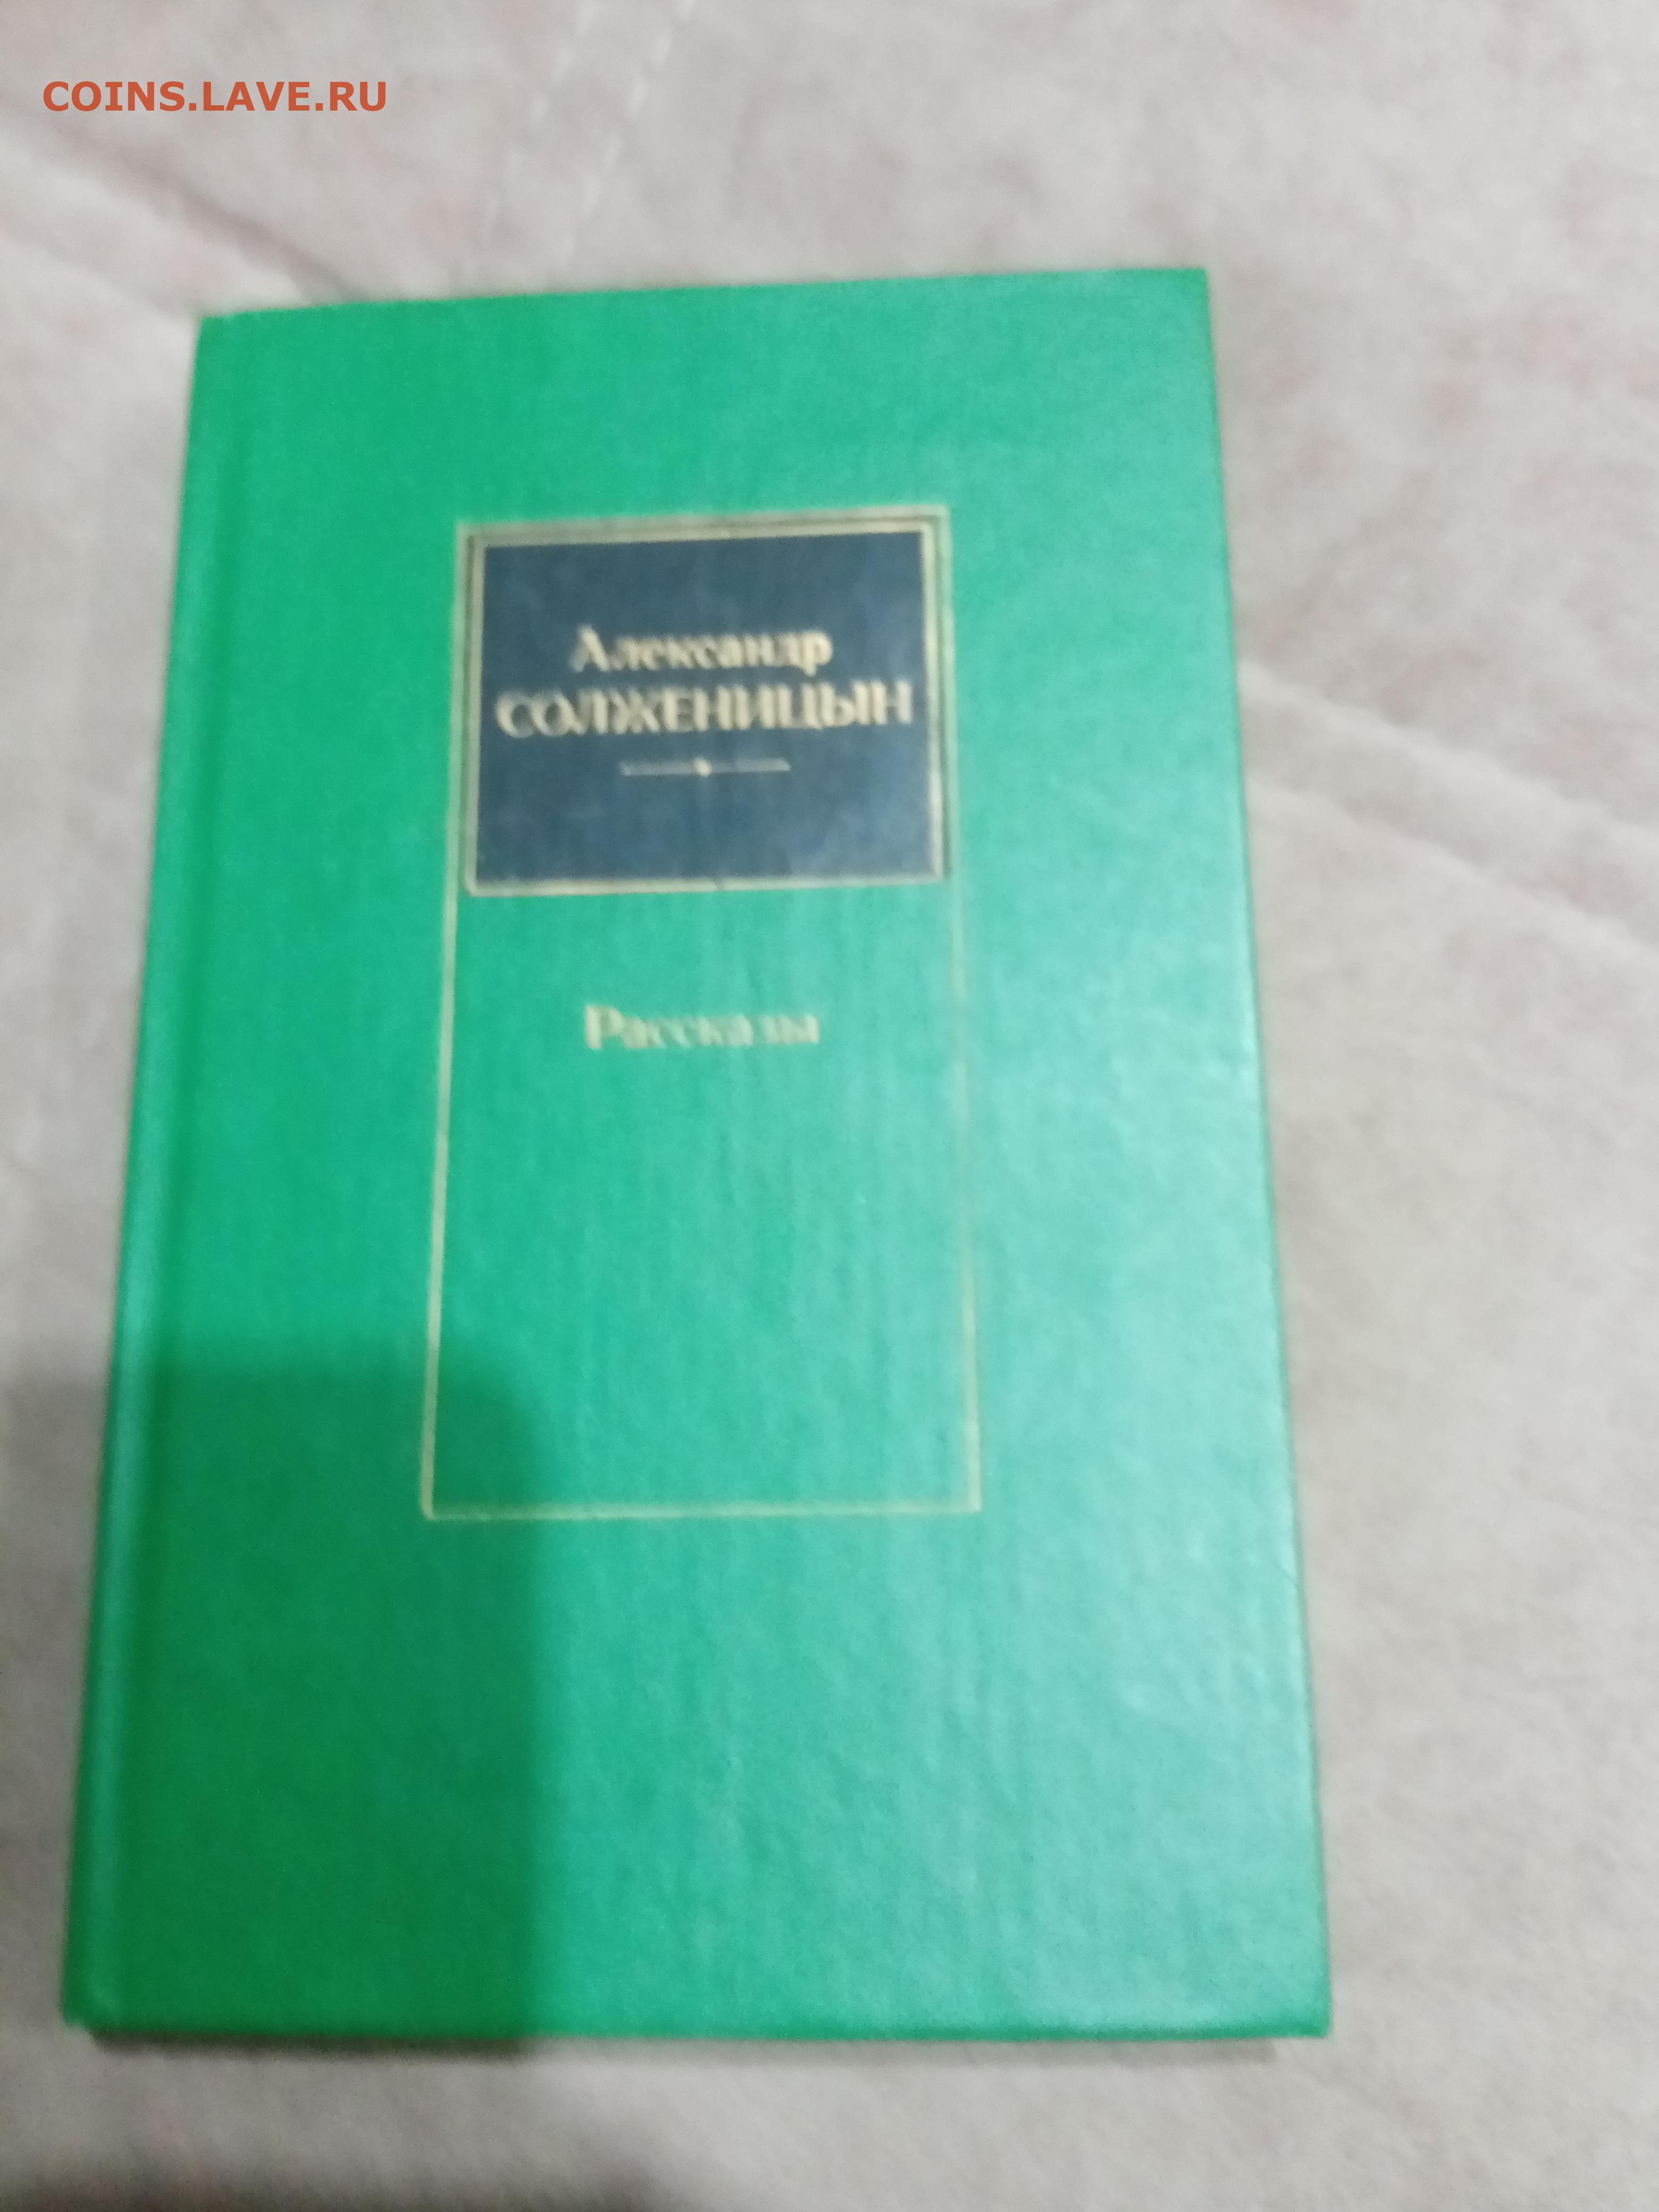 COINS.LAVE.RU
Александр
СОЛЖЕНИЦЫН
Рассказы